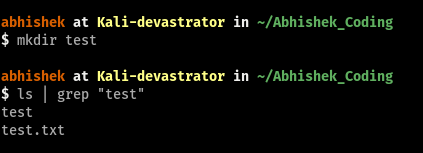 abhishek at Kali-devastrator in ~/Abhishek_Coding
$ mkdir test
abhishek at Kali-devastrator in ~/Abhishek_Coding
$ ls | grep "test"
test
test.txt